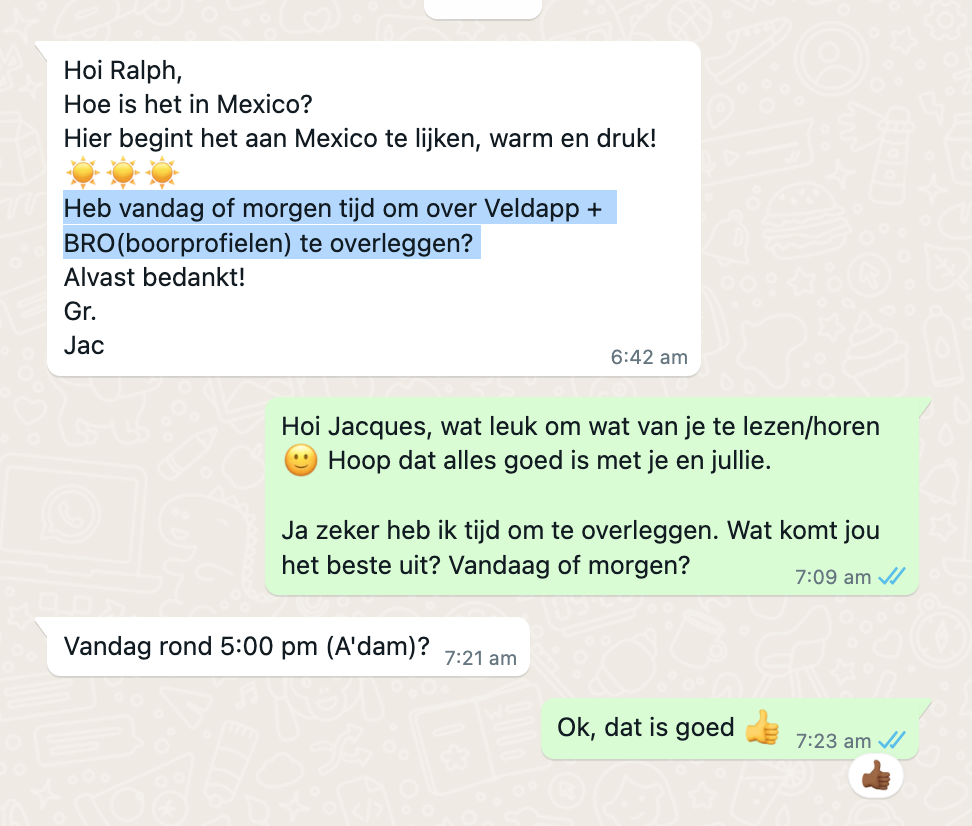 Hoi Ralph,
Hoe is het in Mexico?
Hier begint het aan Mexico te lijken, warm en druk!
☀️☀️☀️
Heb vandag of morgen tijd om over Veldapp +
BRO(boorprofielen) te overleggen?
Alvast bedankt!
Gr.
Jac
6:42 am
Hoi Jacques, wat leuk om wat van je te lezen/horen
🙂 Hoop dat alles goed is met je en jullie.
Ja zeker heb ik tijd om te overleggen. Wat komt jou
het beste uit? Vandaag of morgen?
7:09 am
Vandag rond 5:00 pm (A'dam)?
7:21 am
Ok, dat is goed 👍
7:23 am
👍🏾